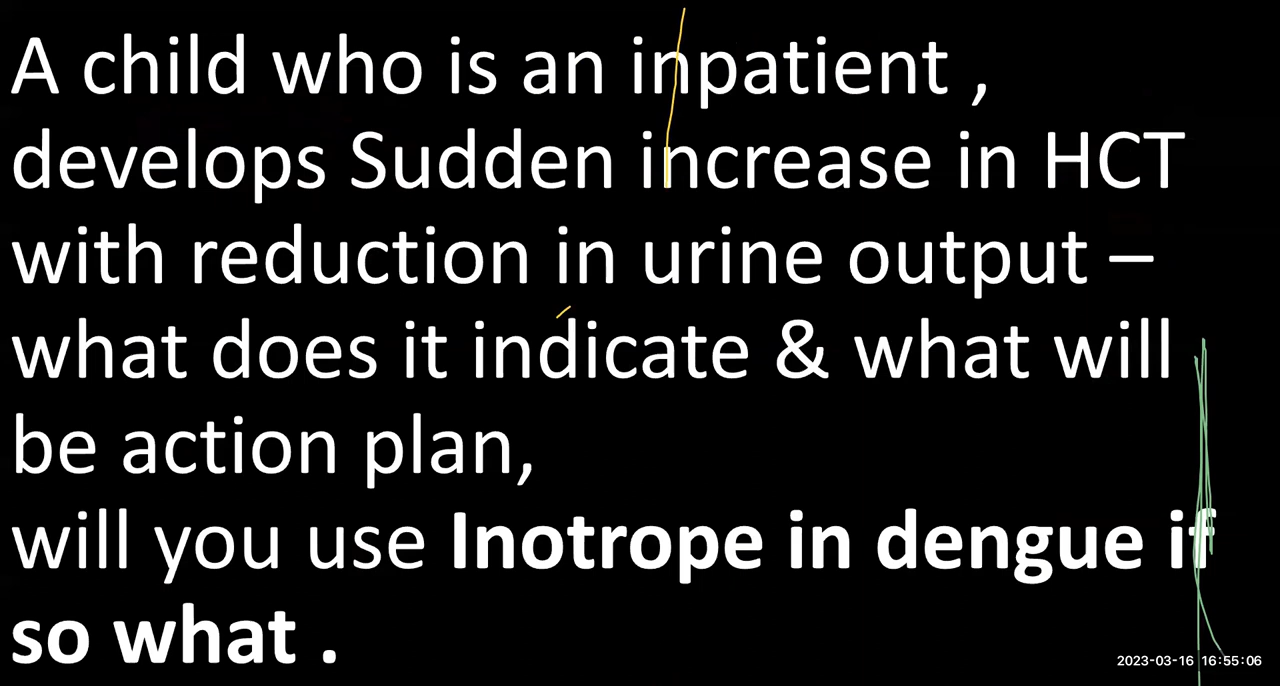 A child who is an inpatient ,
develops Sudden increase in HCT
with reduction in urine output –
what does it indicate & what will
be action plan,
will you use Inotrope in dengue if
so what .
2023-03-16 16:55:06